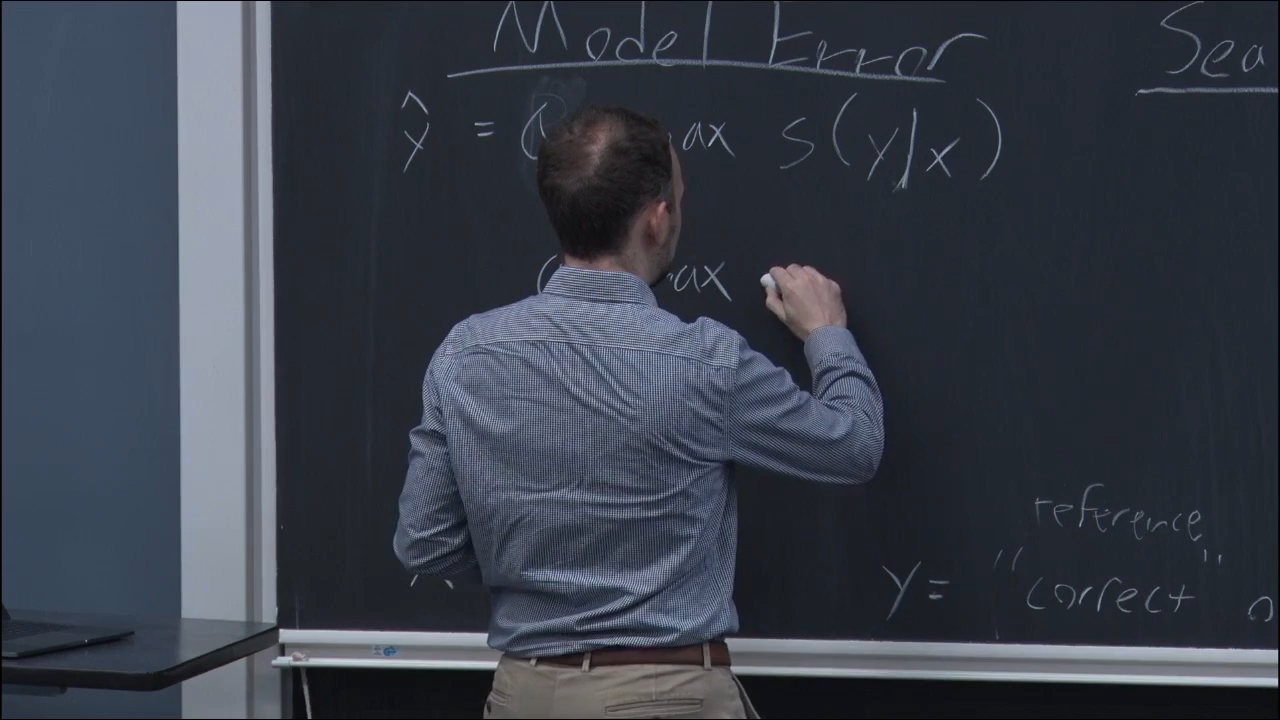 Model Error
Sea
ŷ = ax s(y|x)
ax
reference
y = "correct" o